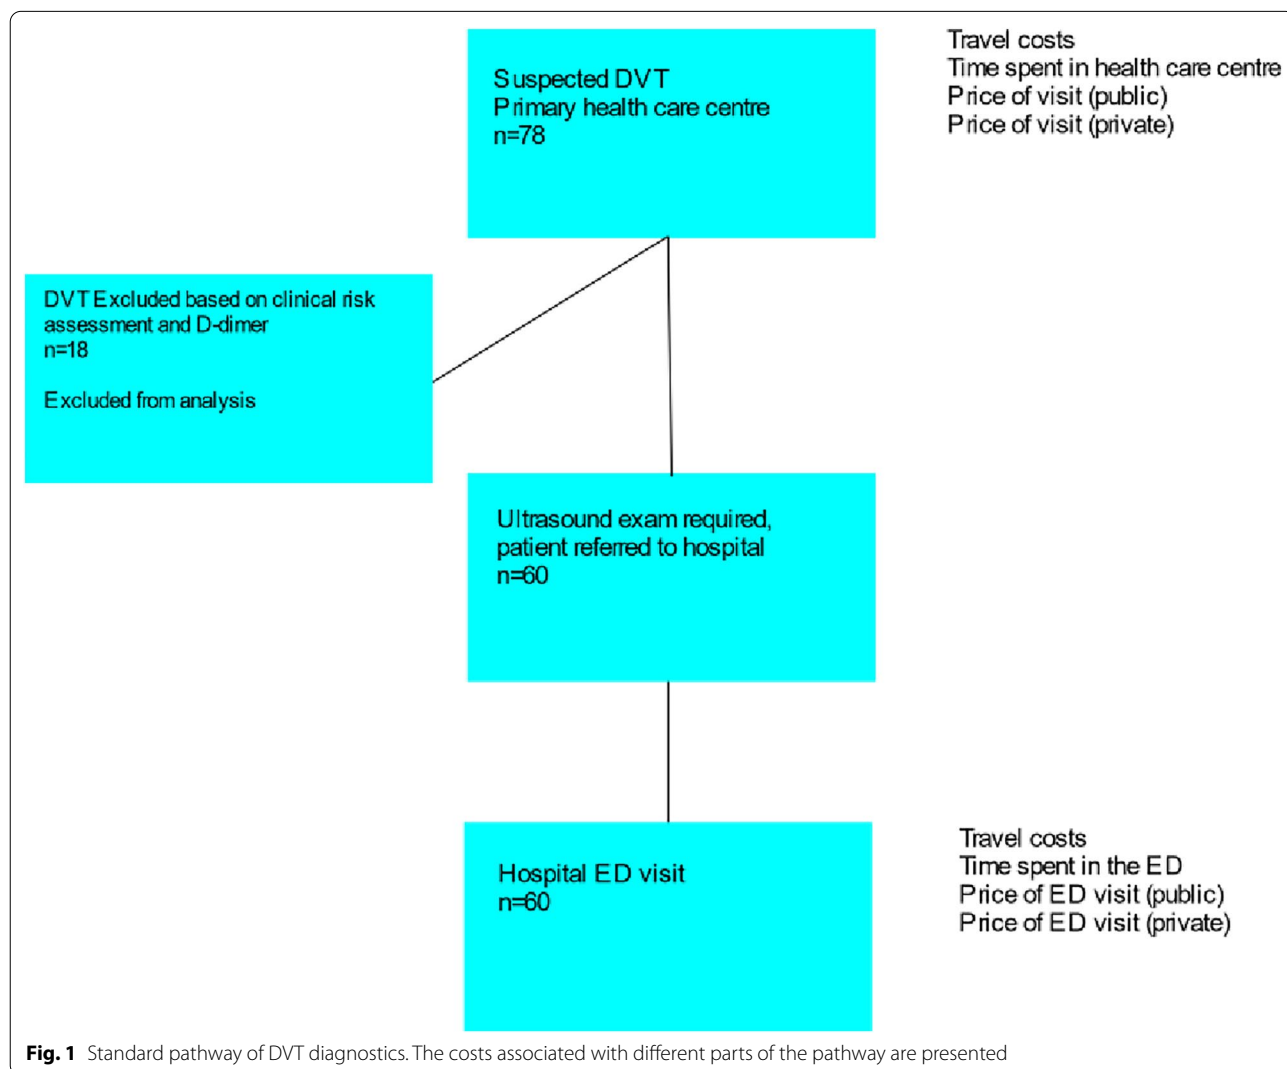 Suspected DVT
Primary health care centre
n=78
Travel costs
Time spent in health care centre
Price of visit (public)
Price of visit (private)
DVT Excluded based on clinical risk
assessment and D-dimer
n=18
Excluded from analysis
Ultrasound exam required,
patient referred to hospital
n=60
Hospital ED visit
n=60
Travel costs
Time spent in the ED
Price of ED visit (public)
Price of ED visit (private)
Fig. 1 Standard pathway of DVT diagnostics. The costs associated with different parts of the pathway are presented